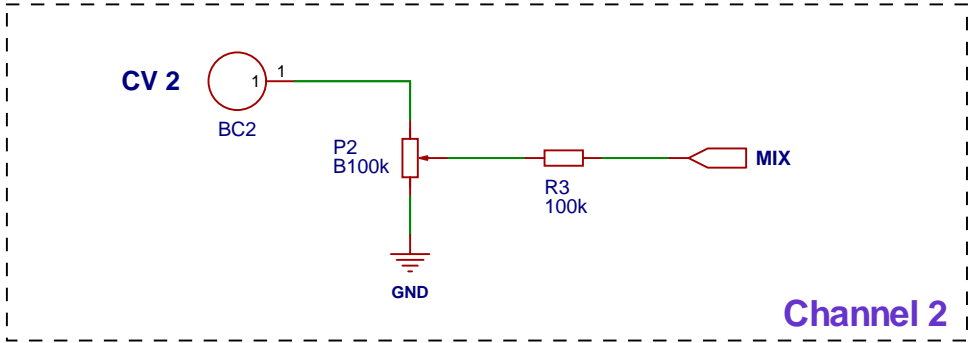 CV 2
1
1
BC2
P2
B100k
R3
100k
MIX
GND
Channel 2